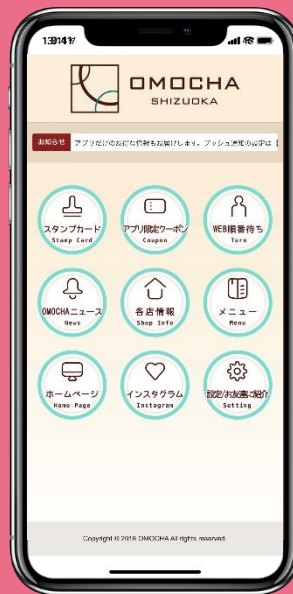 OMOCHA
SHIZUOKA
お知らせ アプリだけのお得な情報もお届けします。プッシュ通知の設定は【
スタンプカード
Stamp Card
アプリ限定クーポン
Coupon
WEB順番待ち
Turn
OMOCHAニュース
News
各店情報
Shop Info
メニュー
Menu
ホームページ
Home Page
インスタグラム
Instagram
設定/お友達に紹介
Setting
Copyright © 2018 OMOCHA All rights reserved.